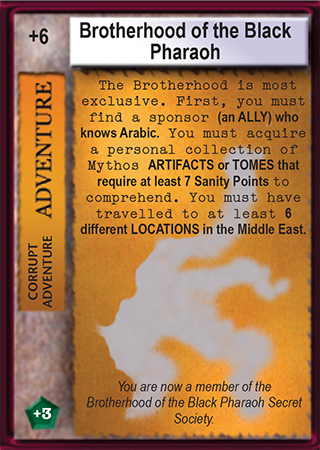 +6
Brotherhood of the Black
Pharaoh
CORRUPT
ADVENTURE
ADVENTURE
The Brotherhood is most
exclusive. First, you must
find a sponsor (an ALLY) who
knows Arabic. You must acquire
a personal collection of
Mythos ARTIFACTS or TOMES that
require at least 7 Sanity Points to
comprehend. You must have
travelled to at least 6
different LOCATIONS in the Middle East.
You are now a member of the
Brotherhood of the Black Pharaoh Secret
Society.
+3